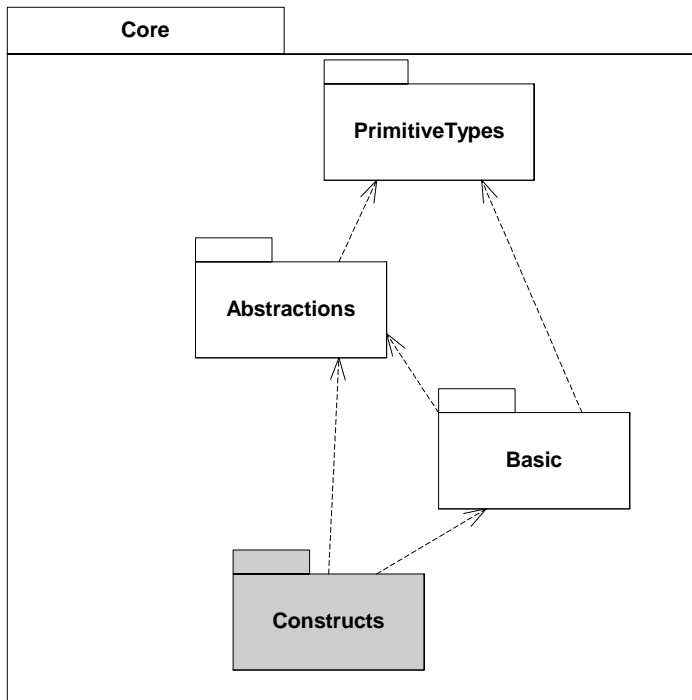 Core
PrimitiveTypes
Abstractions
Basic
Constructs